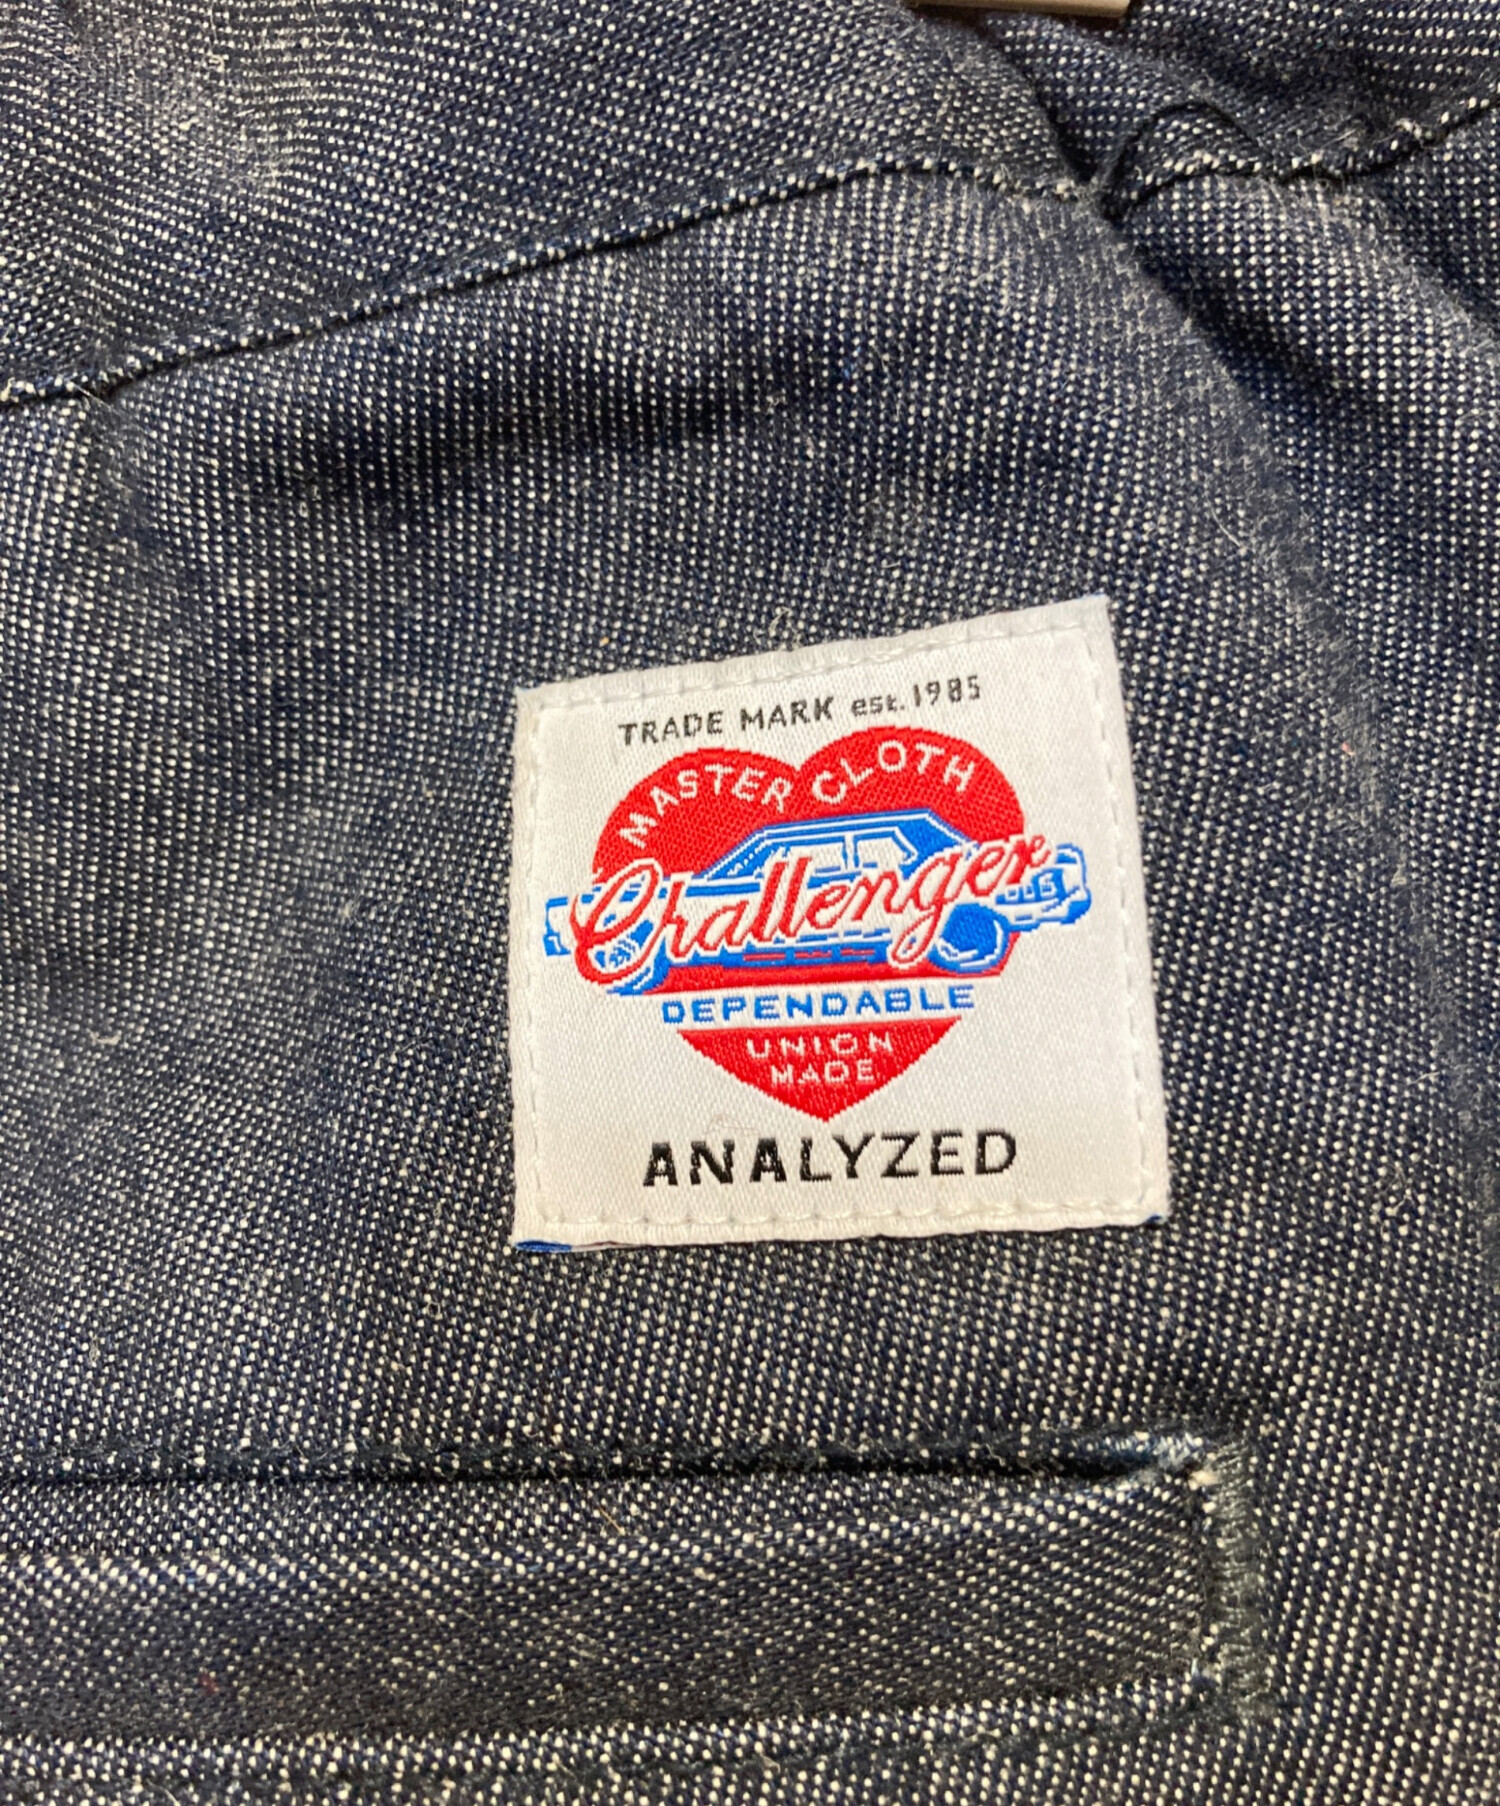 TRADE MARK est.1985
MASTER CLOTH
Challenger
DEPENDABLE
UNION
MADE
ANALYZED